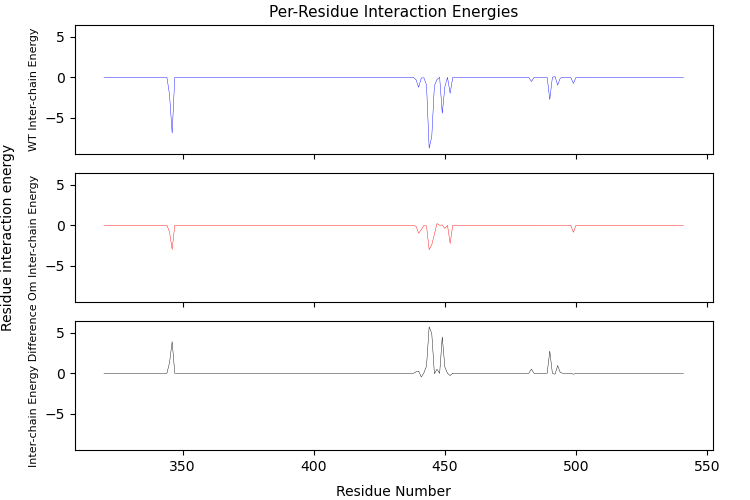 Per-Residue Interaction Energies
Residue interaction energy
WT Inter-chain Energy
5
0
−5
Om Inter-chain Energy
5
0
−5
Inter-chain Energy Difference
5
0
−5
350
400
450
500
550
Residue Number